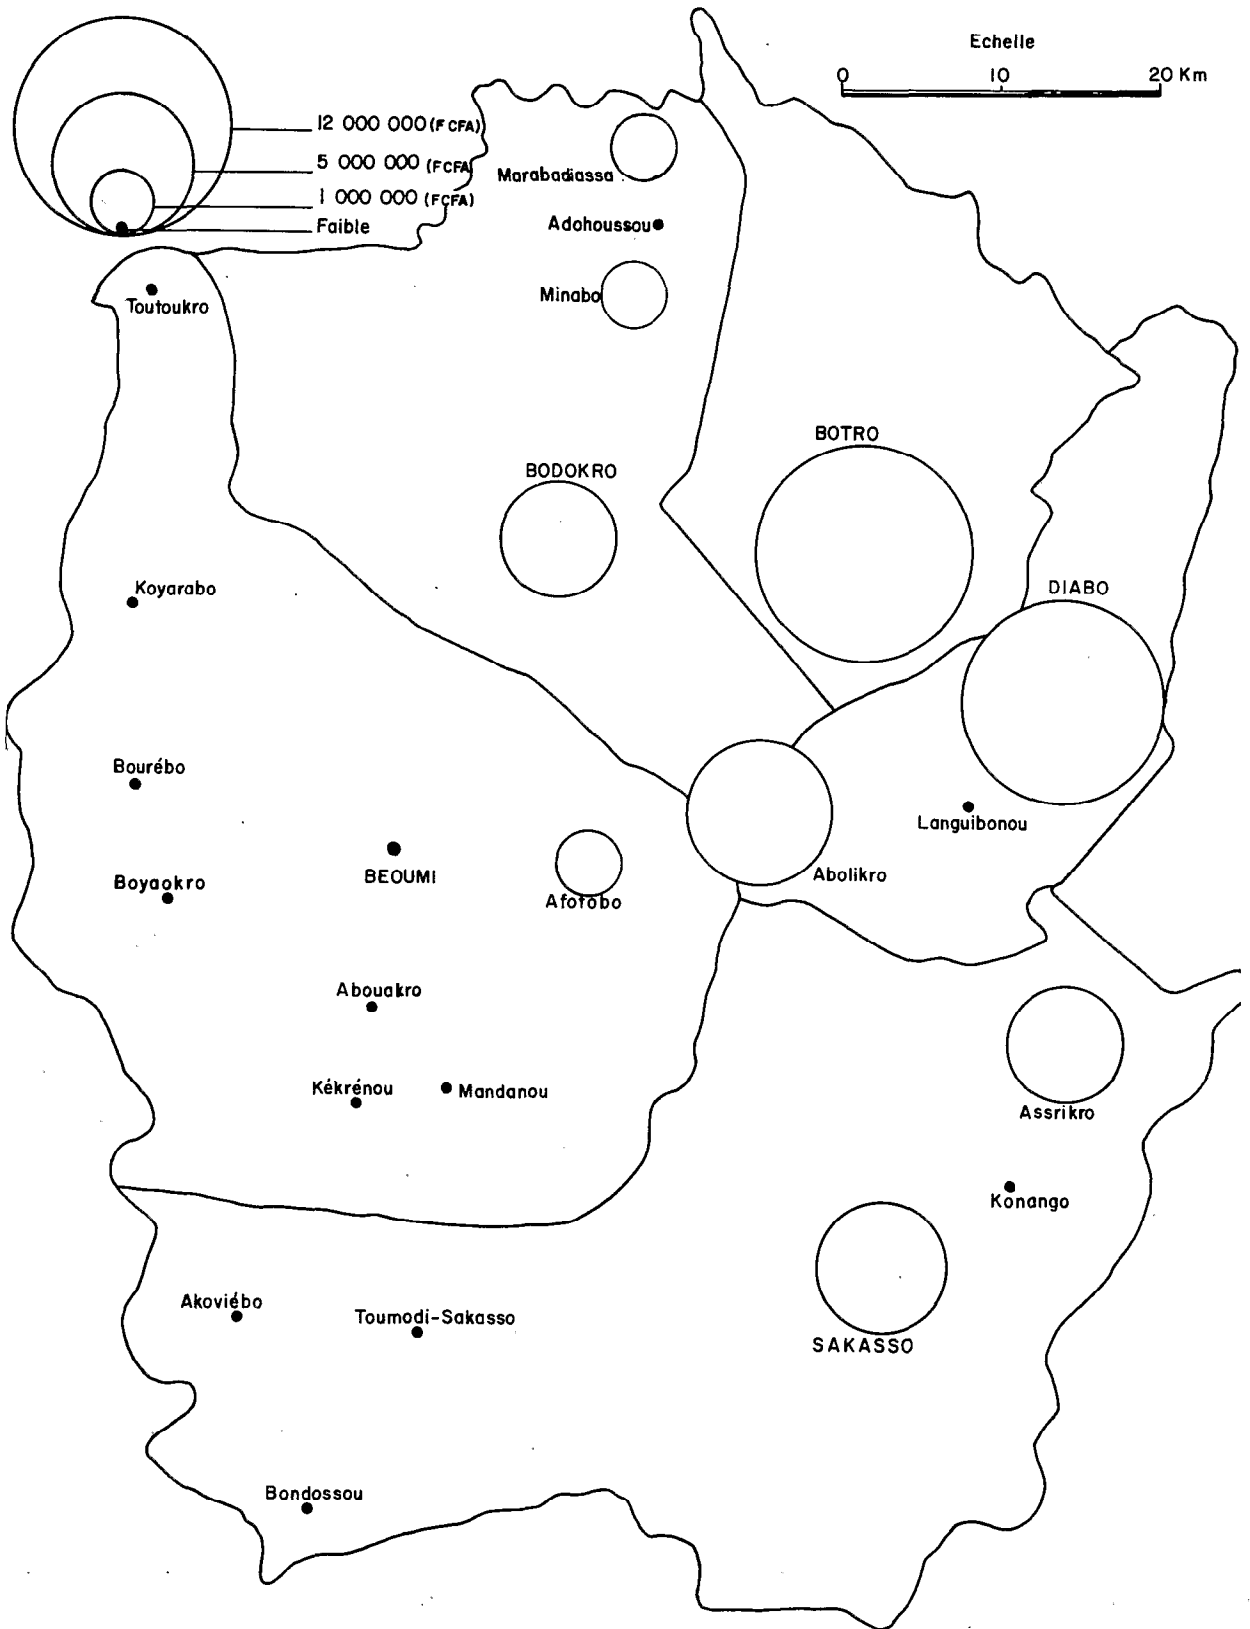 Echelle
0 10 20 Km
12 000 000 (FCFA)
5 000 000 (FCFA
1 000 000 (FCFA)
Faible
Marabadiassa
Adohoussou
Minabo
Toutoukro
BOTRO
BODOKRO
Koyarabo
DIABO
Bourébo
Languibonou
BEOUMI
Abolikro
Boyaokro
Afotobo
Abouakro
Kékrénou
Mandanou
Assrikro
Konango
Akoviébo
Toumodi-Sakasso
SAKASSO
Bondossou